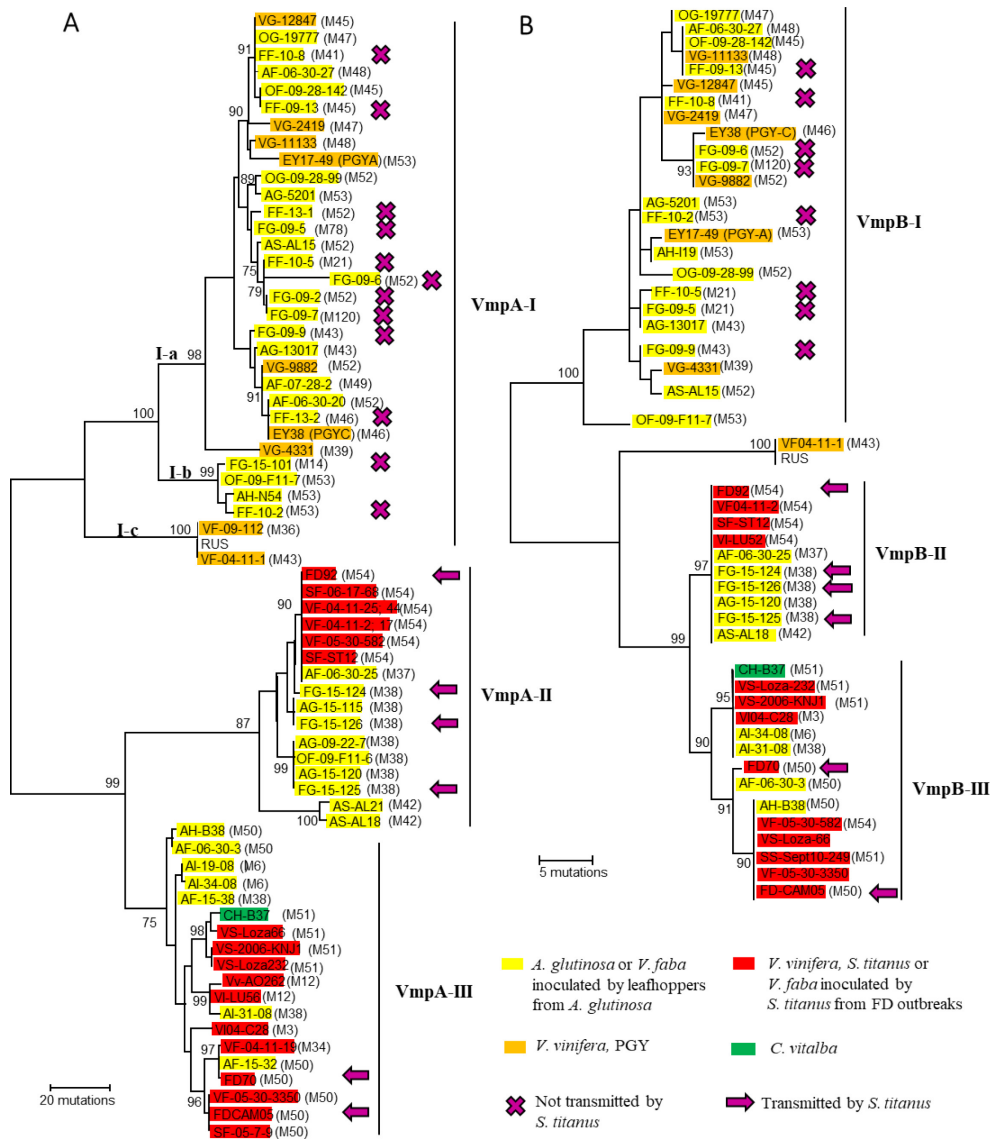 A
VG-12847 (M45)
OG-19777 (M47)
91
FF-10-8 (M41)
AF-06-30-27 (M48)
OF-09-28-142 (M45)
FF-09-13 (M45)
90
VG-2419 (M47)
VG-11133 (M48)
EY17-49 (PGYA) (M53)
89
OG-09-28-99 (M52)
AG-5201 (M53)
FF-13-1 (M52)
FG-09-5 (M78)
AS-AL15 (M52)
FF-10-5 (M21)
75
FG-09-6 (M52)
79
FG-09-2 (M52)
FG-09-7 (M120)
VmpA-I
FG-09-9 (M43)
I-a
98
AG-13017 (M43)
VG-9882 (M52)
AF-07-28-2 (M49)
91
AF-06-30-20 (M52)
FF-13-2 (M46)
100
EY38 (PGYC) (M46)
VG-4331 (M39)
I-b
99
FG-15-101 (M14)
OF-09-F11-7 (M53)
AH-N54 (M53)
FF-10-2 (M53)
I-c
100
VF-09-112 (M36)
RUS
VF-04-11-1 (M43)
FD92 (M54)
90
SF-06-17-68 (M54)
VF-04-11-25; 44 (M54)
VF-04-11-2; 17 (M54)
VF-05-30-582 (M54)
SF-ST12 (M54)
AF-06-30-25 (M37)
FG-15-124 (M38)
VmpA-II
87
AG-15-115 (M38)
FG-15-126 (M38)
AG-09-22-7 (M38)
99
OF-09-F11-6 (M38)
AG-15-120 (M38)
FG-15-125 (M38)
99
AS-AL21 (M42)
100
AS-AL18 (M42)
AH-B38 (M50)
AF-06-30-3 (M50
AI-19-08 (M6)
AI-34-08 (M6)
AF-15-38 (M38)
75
CH-B37 (M51)
98
VS-Loza66 (M51)
VS-2006-KNJ1 (M51)
VS-Loza232 (M51)
Vv-AO262 (M12)
VmpA-III
99
VI-LU56 (M12)
AI-31-08 (M38)
VI04-C28 (M3)
97
VF-04-11-19 (M34)
AF-15-32 (M50)
FD70 (M50)
96
VF-05-30-3350 (M50)
FDCAM05 (M50)
SF-05-7-9 (M50)
20 mutations
B
OG-19777 (M47)
AF-06-30-27 (M48)
OF-09-28-142 (M45)
VG-11133 (M48)
FF-09-13 (M45)
VG-12847 (M45)
FF-10-8 (M41)
VG-2419 (M47)
EY38 (PGY-C) (M46)
FG-09-6 (M52)
93
FG-09-7 (M120)
VG-9882 (M52)
AG-5201 (M53)
FF-10-2 (M53)
VmpB-I
EY17-49 (PGY-A) (M53)
AH-I19 (M53)
OG-09-28-99 (M52)
FF-10-5 (M21)
FG-09-5 (M21)
AG-13017 (M43)
FG-09-9 (M43)
100
VG-4331 (M39)
AS-AL15 (M52)
OF-09-F11-7 (M53)
100
VF04-11-1 (M43)
RUS
FD92 (M54)
VF04-11-2 (M54)
SF-ST12 (M54)
VI-LU52 (M54)
AF-06-30-25 (M37)
VmpB-II
97
FG-15-124 (M38)
FG-15-126 (M38)
AG-15-120 (M38)
FG-15-125 (M38)
99
AS-AL18 (M42)
CH-B37 (M51)
VS-Loza-232 (M51)
95
VS-2006-KNJ1 (M51)
VI04-C28 (M3)
AI-34-08 (M6)
90
AI-31-08 (M38)
FD70 (M50)
AF-06-30-3 (M50)
VmpB-III
91
AH-B38 (M50)
VF-05-30-582 (M54)
VS-Loza-66
90
SS-Sept10-249 (M51)
VF-05-30-3350
FD-CAM05 (M50)
5 mutations
A. glutinosa or V. faba
inoculated by leafhoppers
from A. glutinosa
V. vinifera, S. titanus or
V. faba inoculated by
S. titanus from FD outbreaks
V. vinifera, PGY
C. vitalba
Not transmitted by
S. titanus
Transmitted by S. titanus